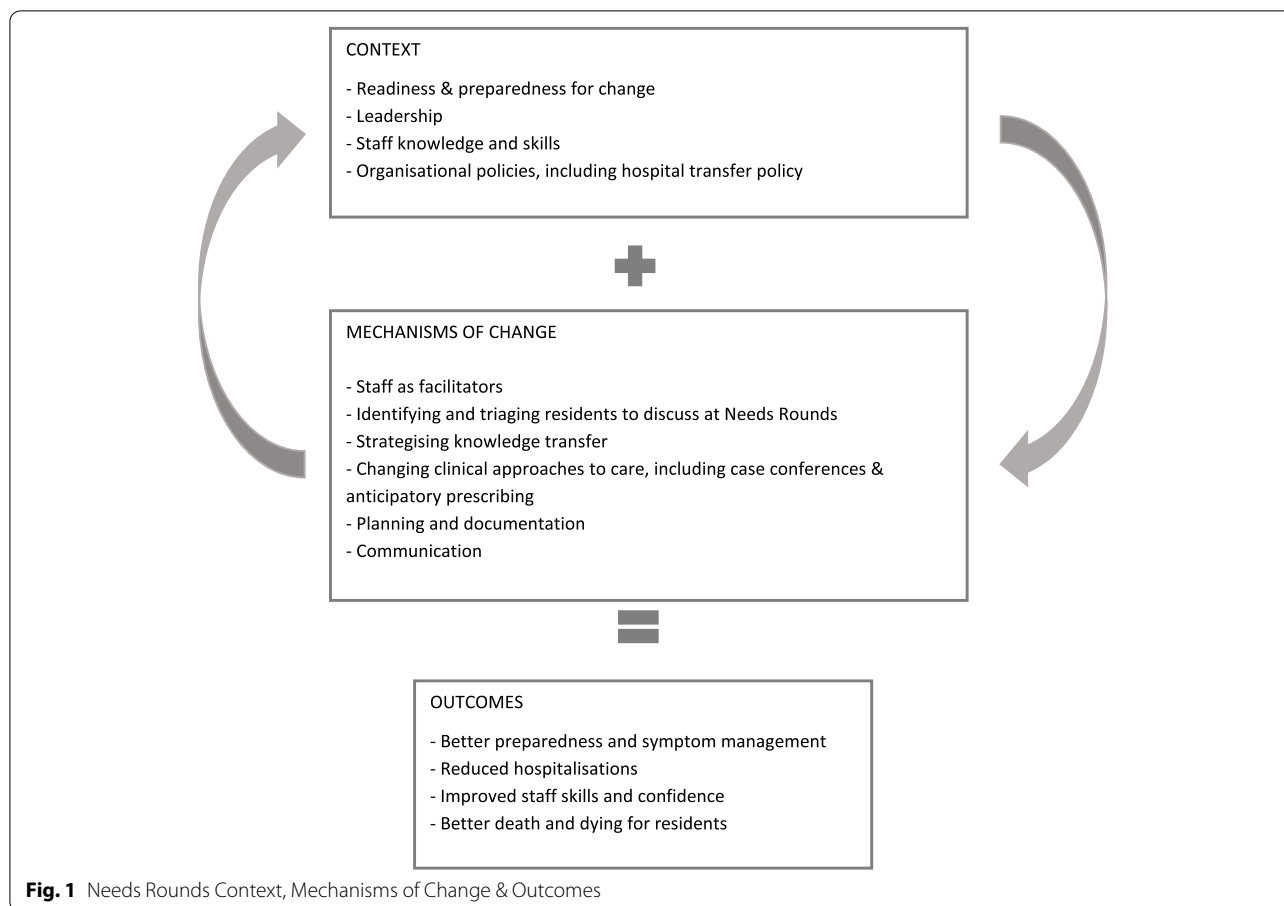 CONTEXT
- Readiness & preparedness for change
- Leadership
- Staff knowledge and skills
- Organisational policies, including hospital transfer policy
MECHANISMS OF CHANGE
- Staff as facilitators
- Identifying and triaging residents to discuss at Needs Rounds
- Strategising knowledge transfer
- Changing clinical approaches to care, including case conferences &
anticipatory prescribing
- Planning and documentation
- Communication
OUTCOMES
- Better preparedness and symptom management
- Reduced hospitalisations
- Improved staff skills and confidence
- Better death and dying for residents
Fig. 1 Needs Rounds Context, Mechanisms of Change & Outcomes